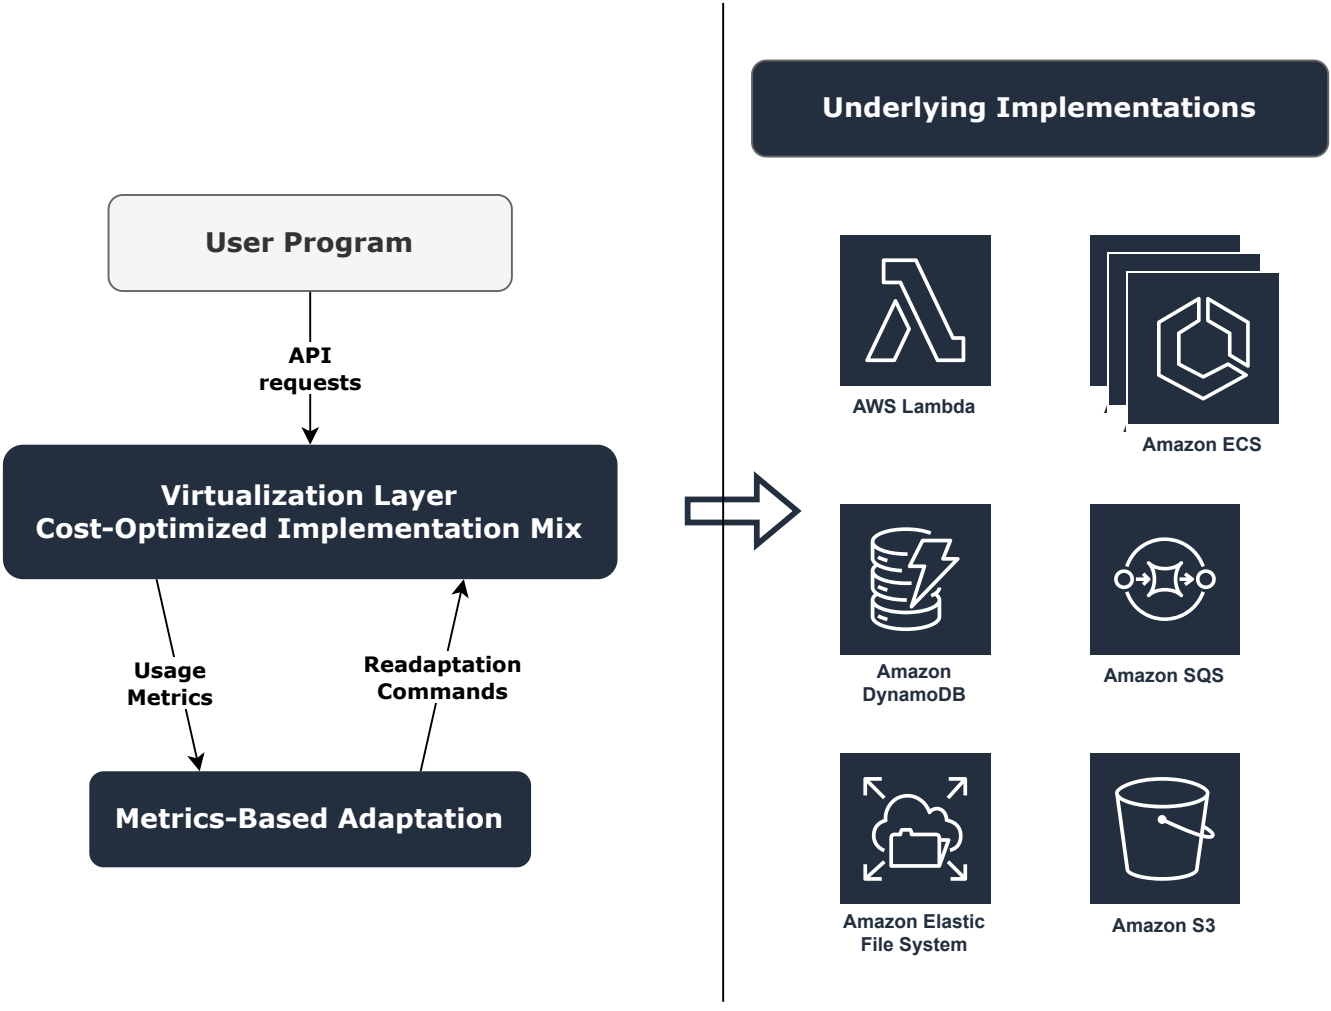 User Program
API
requests
Virtualization Layer
Cost-Optimized Implementation Mix
Usage
Metrics
Readaptation
Commands
Metrics-Based Adaptation
Underlying Implementations
AWS Lambda
Amazon ECS
Amazon
DynamoDB
Amazon SQS
Amazon Elastic
File System
Amazon S3